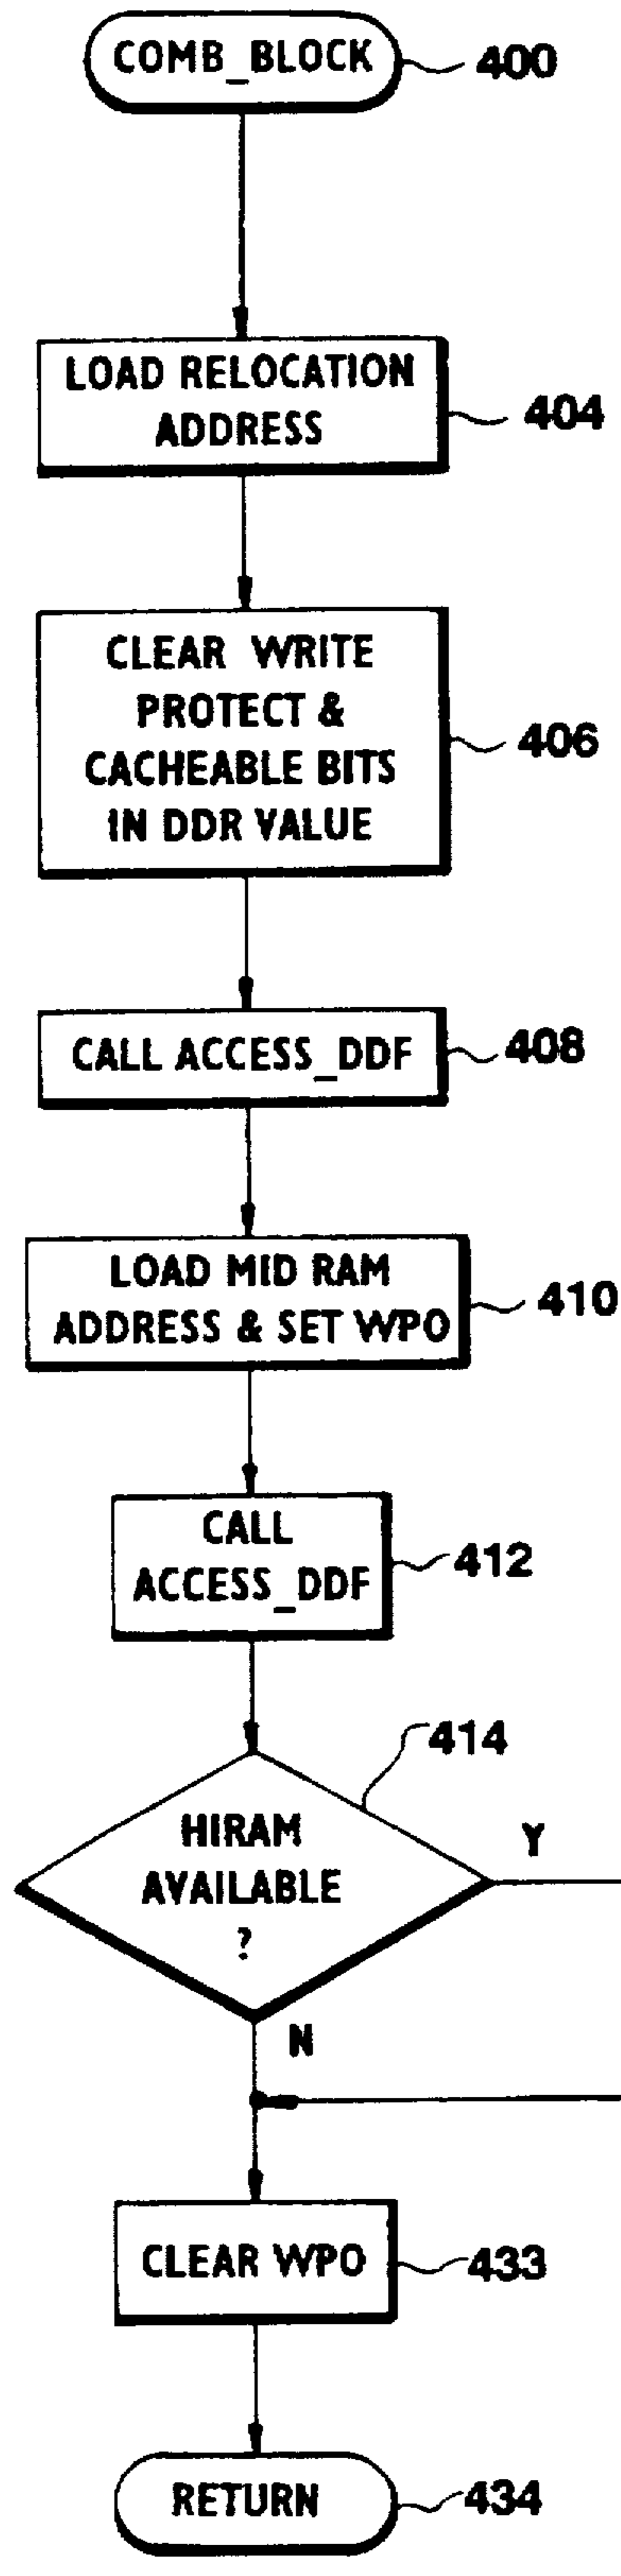 COMB_BLOCK
400
LOAD RELOCATION
ADDRESS
404
CLEAR WRITE
PROTECT &
CACHEABLE BITS
IN DDR VALUE
406
CALL ACCESS_DDF
408
LOAD MID RAM
ADDRESS & SET WPO
410
CALL
ACCESS_DDF
412
414
HIRAM
AVAILABLE
?
Y
N
CLEAR WPO
433
RETURN
434